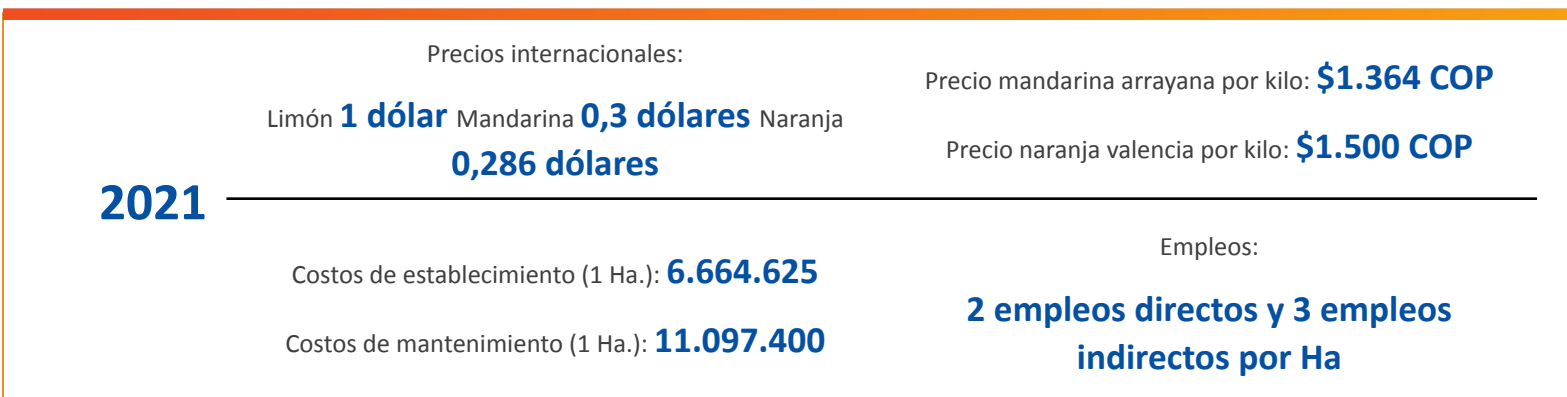 2021
Precios internacionales:
Limón 1 dólar Mandarina 0,3 dólares Naranja
0,286 dólares
Precio mandarina arrayana por kilo: $1.364 COP
Precio naranja valencia por kilo: $1.500 COP
Costos de establecimiento (1 Ha.): 6.664.625
Costos de mantenimiento (1 Ha.): 11.097.400
Empleos:
2 empleos directos y 3 empleos
indirectos por Ha